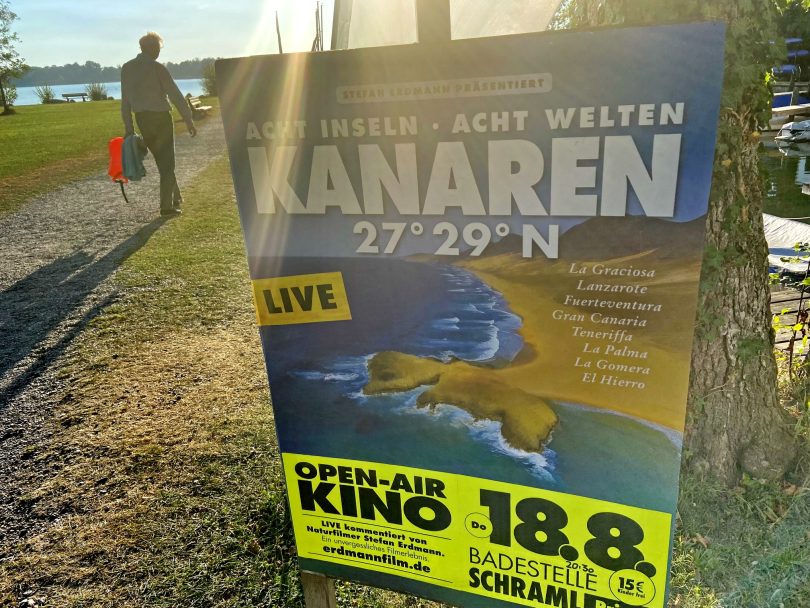 STEFAN ERDMANN PRÄSENTIERT
ACHT INSELN · ACHT WELTEN
KANAREN
27° 29° N
LIVE
La Graciosa
Lanzarote
Fuerteventura
Gran Canaria
Teneriffa
La Palma
La Gomera
El Hierro
OPEN-AIR
KINO
LIVE kommentiert von
Naturfilmer Stefan Erdmann.
Ein unvergessliches Filmerlebnis.
erdmannfilm.de
Do 18.8.
20:30
BADESTELLE
15€
Kinder frei